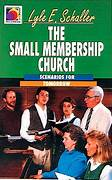 Lyle E. Schaller
THE
SMALL MEMBERSHIP
CHURCH
SCENARIOS FOR
TOMORROW